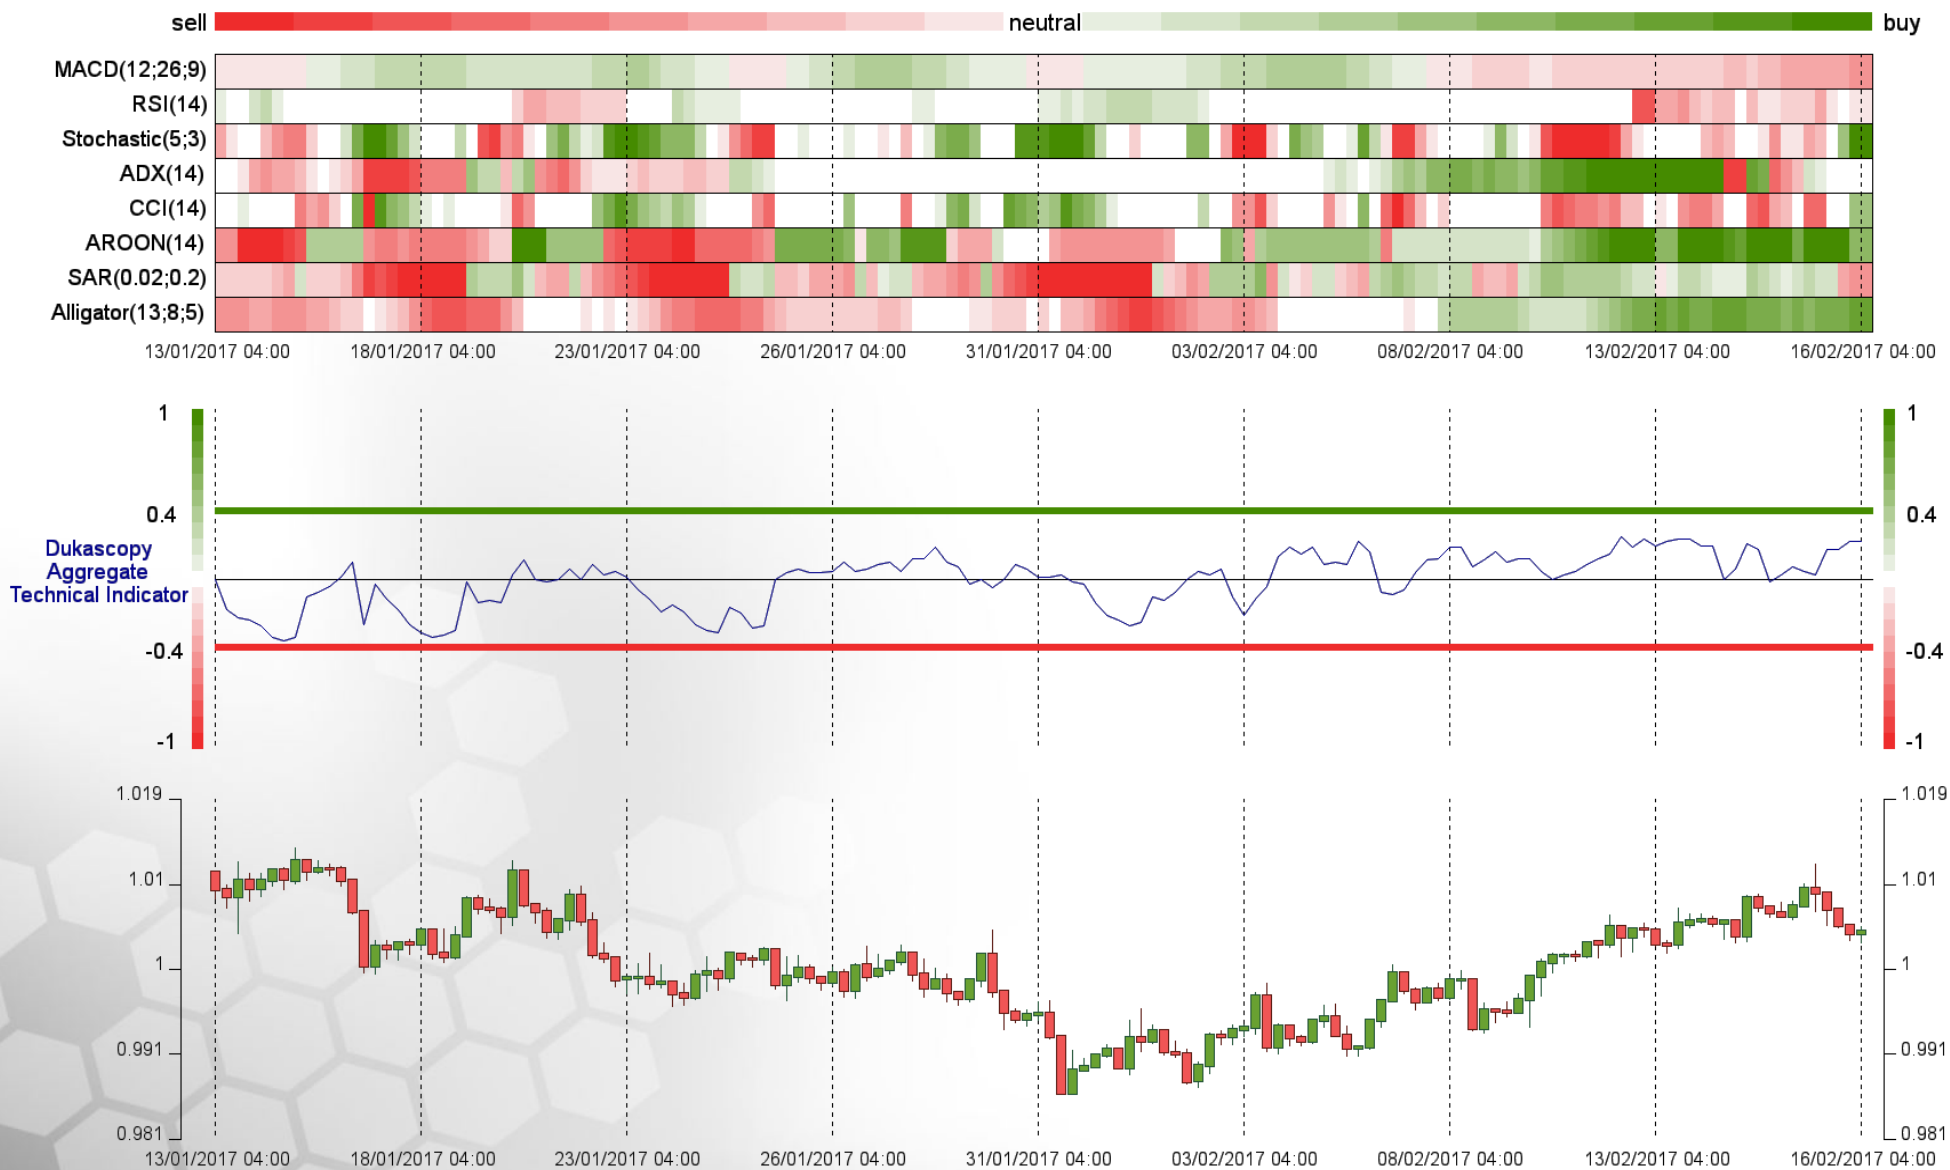 sell neutral buy
MACD(12;26;9)
RSI(14)
Stochastic(5;3)
ADX(14)
CCI(14)
AROON(14)
SAR(0.02;0.2)
Alligator(13;8;5)
13/01/2017 04:00 18/01/2017 04:00 23/01/2017 04:00 26/01/2017 04:00 31/01/2017 04:00 03/02/2017 04:00 08/02/2017 04:00 13/02/2017 04:00 16/02/2017 04:00
1 1
0.4 0.4
Dukascopy
Aggregate
Technical Indicator
-0.4 -0.4
-1 -1
1.019 1.019
1.01 1.01
1 1
0.991 0.991
0.981 0.981
13/01/2017 04:00 18/01/2017 04:00 23/01/2017 04:00 26/01/2017 04:00 31/01/2017 04:00 03/02/2017 04:00 08/02/2017 04:00 13/02/2017 04:00 16/02/2017 04:00